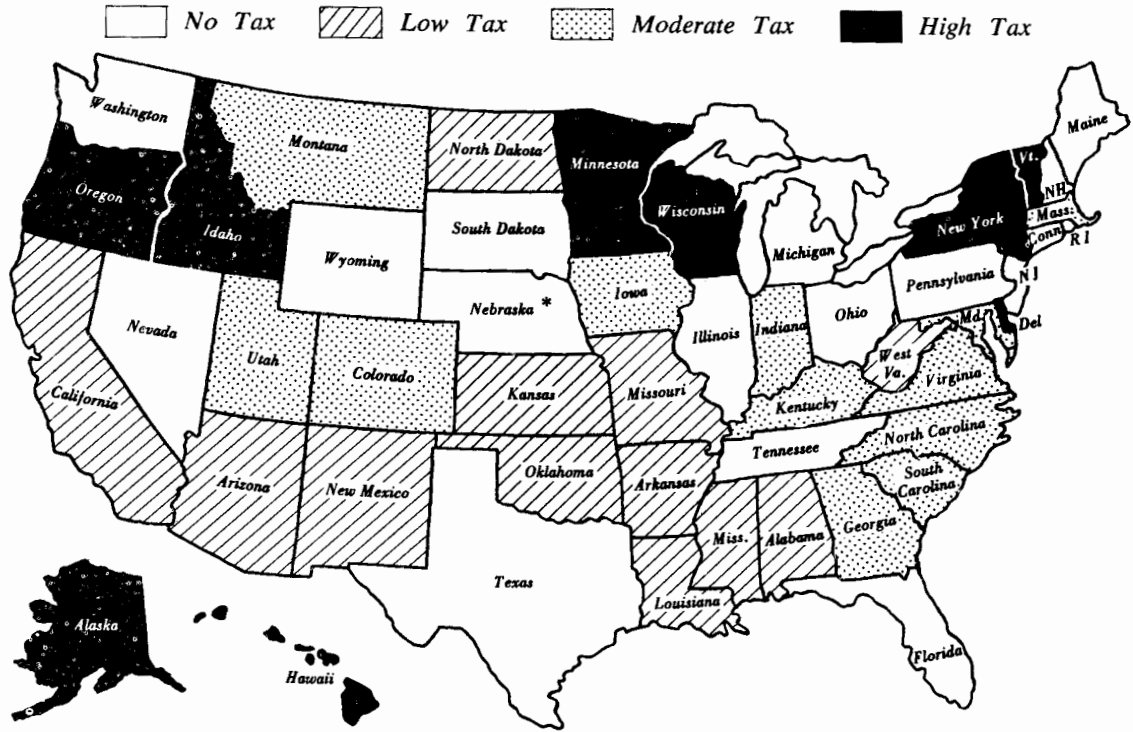 No Tax Low Tax Moderate Tax High Tax
Washington
Montana
North Dakota
Minnesota
Maine
Vt.
NH
Mass.
Conn.
R I
Oregon
Idaho
Wyoming
South Dakota
Wisconsin
Michigan
New York
Pennsylvania
N J
Nebraska *
Iowa
Illinois
Indiana
Ohio
Md.
Del
Nevada
Utah
Colorado
Kansas
Missouri
West
Va.
Virginia
Kentucky
California
Arizona
New Mexico
Oklahoma
Arkansas
Tennessee
North Carolina
South
Carolina
Texas
Louisiana
Miss.
Alabama
Georgia
Florida
Alaska
Hawaii